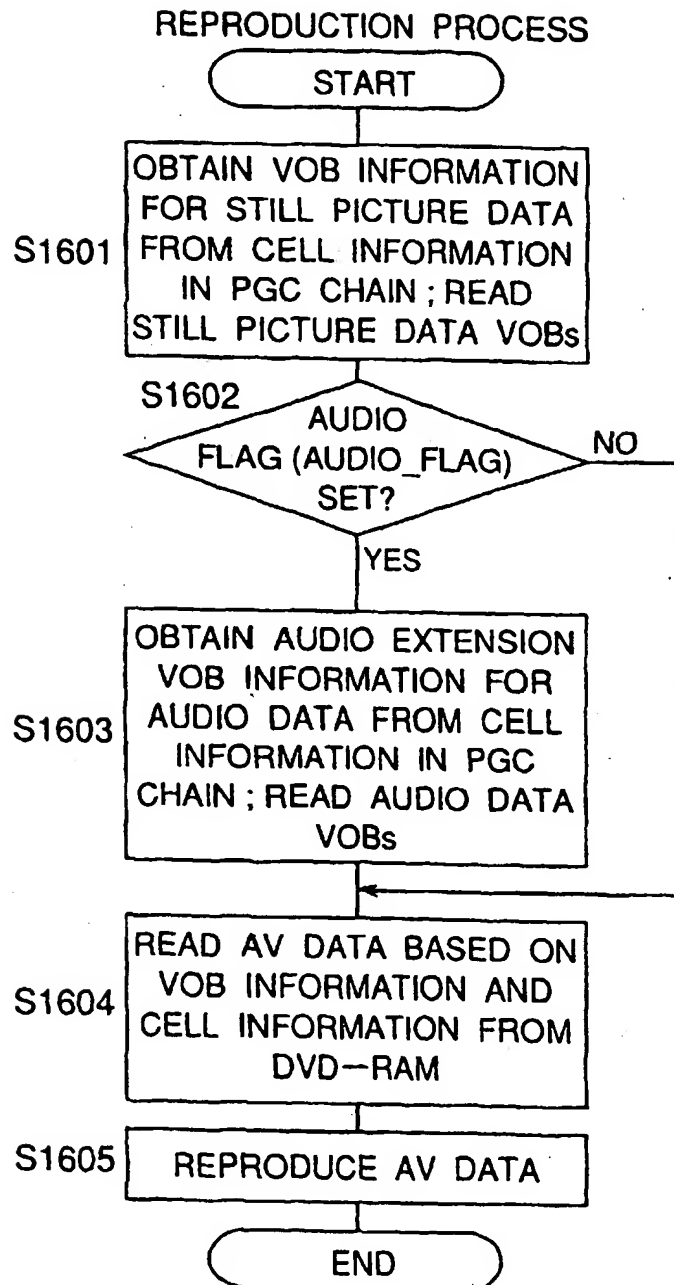 REPRODUCTION PROCESS
START
OBTAIN VOB INFORMATION
FOR STILL PICTURE DATA
FROM CELL INFORMATION
IN PGC CHAIN ; READ
STILL PICTURE DATA VOBs
S1601
S1602
AUDIO
FLAG (AUDIO_FLAG)
SET?
NO
YES
OBTAIN AUDIO EXTENSION
VOB INFORMATION FOR
AUDIO DATA FROM CELL
INFORMATION IN PGC
CHAIN ; READ AUDIO DATA
VOBs
S1603
READ AV DATA BASED ON
VOB INFORMATION AND
CELL INFORMATION FROM
DVD-RAM
S1604
S1605
REPRODUCE AV DATA
END